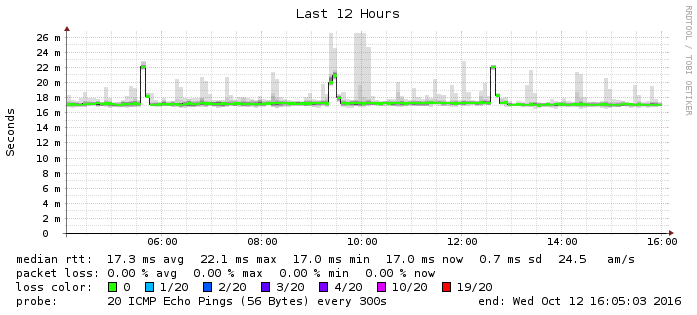 Last 12 Hours
RRDTOOL / TOBI OETIKER
Seconds
26 m
24 m
22 m
20 m
18 m
16 m
14 m
12 m
10 m
8 m
6 m
4 m
2 m
0
06:00 08:00 10:00 12:00 14:00 16:00
median rtt: 17.3 ms avg 22.1 ms max 17.0 ms min 17.0 ms now 0.7 ms sd 24.5 am/s
packet loss: 0.00 % avg 0.00 % max 0.00 % min 0.00 % now
loss color: 0 1/20 2/20 3/20 4/20 10/20 19/20
probe: 20 ICMP Echo Pings (56 Bytes) every 300s end: Wed Oct 12 16:05:03 2016